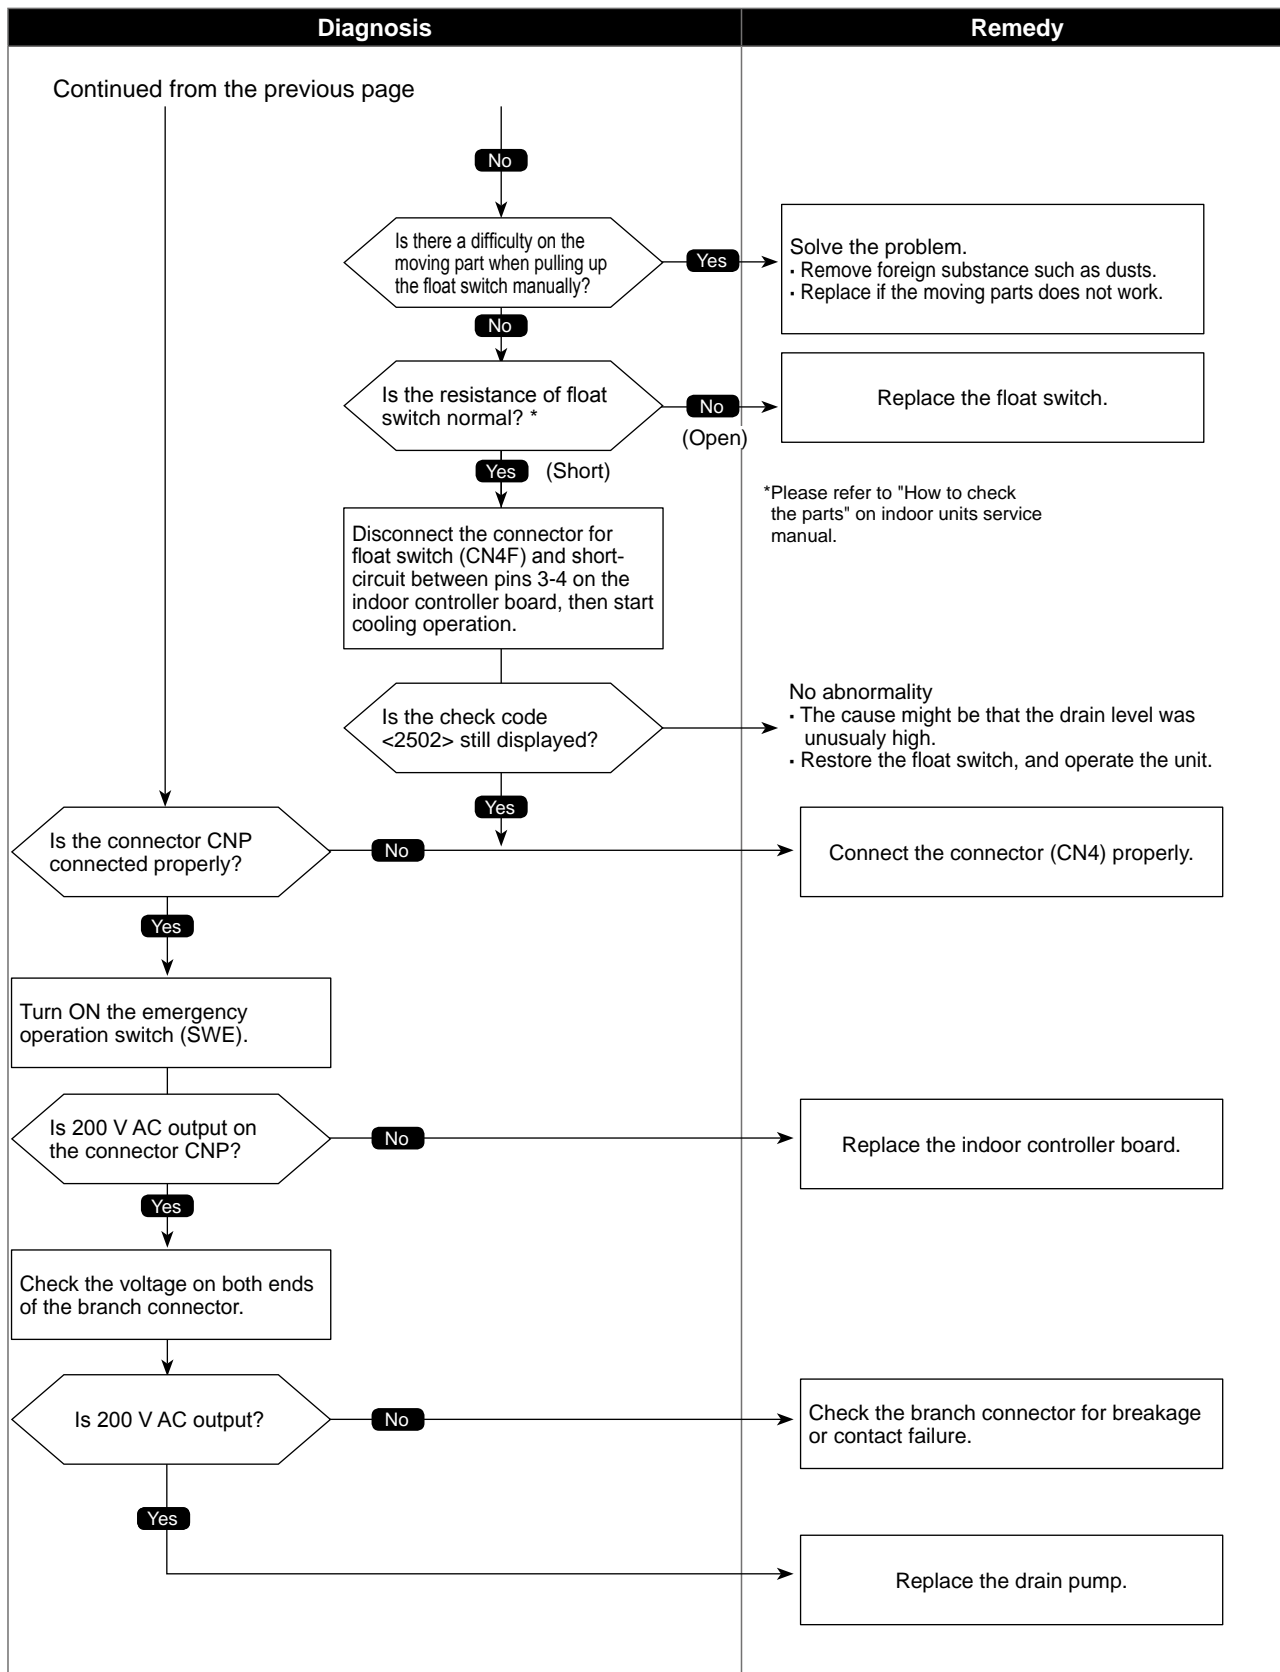 Diagnosis
Remedy
Continued from the previous page
No
Is there a difficulty on the
moving part when pulling up
the float switch manually?
Yes
Solve the problem.
· Remove foreign substance such as dusts.
· Replace if the moving parts does not work.
No
Is the resistance of float
switch normal? *
No
(Open)
Replace the float switch.
Yes (Short)
*Please refer to "How to check
the parts" on indoor units service
manual.
Disconnect the connector for
float switch (CN4F) and short-
circuit between pins 3-4 on the
indoor controller board, then start
cooling operation.
Is the check code
<2502> still displayed?
No abnormality
· The cause might be that the drain level was
unusualy high.
· Restore the float switch, and operate the unit.
Yes
Is the connector CNP
connected properly?
No
Connect the connector (CN4) properly.
Yes
Turn ON the emergency
operation switch (SWE).
Is 200 V AC output on
the connector CNP?
No
Replace the indoor controller board.
Yes
Check the voltage on both ends
of the branch connector.
Is 200 V AC output?
No
Check the branch connector for breakage
or contact failure.
Yes
Replace the drain pump.